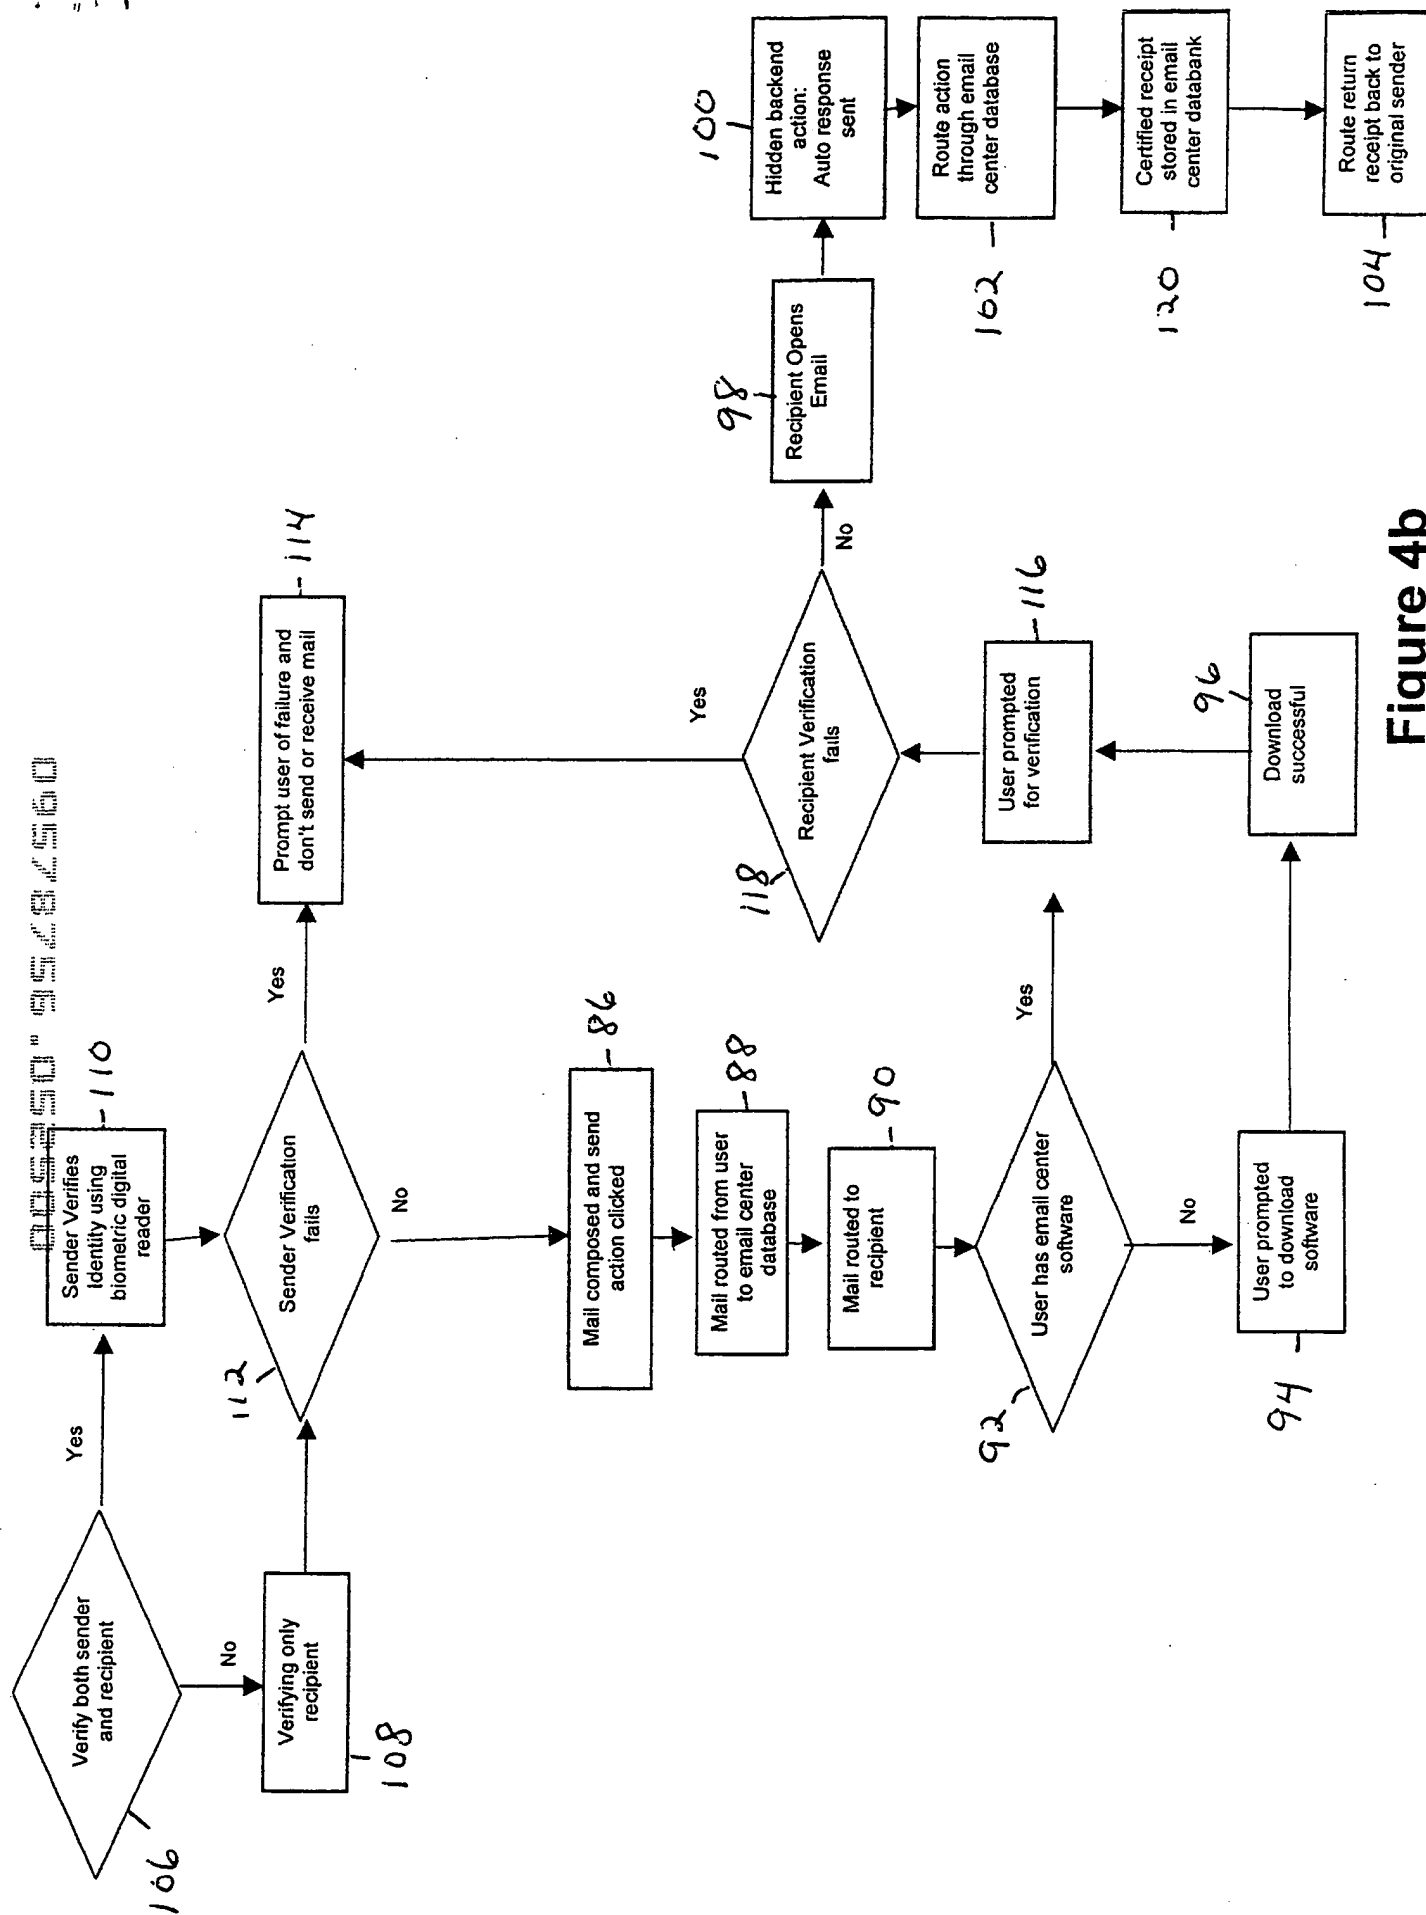 09578756.052500
Verify both sender
and recipient
106
Yes
No
Verifying only
recipient
108
Sender Verifies
Identity using
biometric digital
reader
110
Sender Verification
fails
112
Yes
No
Prompt user of failure and
don't send or receive mail
114
Mail composed and send
action clicked
86
Mail routed from user
to email center
database
88
Mail routed to
recipient
90
User has email center
software
92
Yes
No
User prompted
to download
software
94
Download
successful
96
User prompted
for verification
116
Recipient Verification
fails
118
Yes
No
Recipient Opens
Email
98
Hidden backend
action:
Auto response
sent
100
Route action
through email
center database
102
Certified receipt
stored in email
center databank
120
Route return
receipt back to
original sender
104
Figure 4b